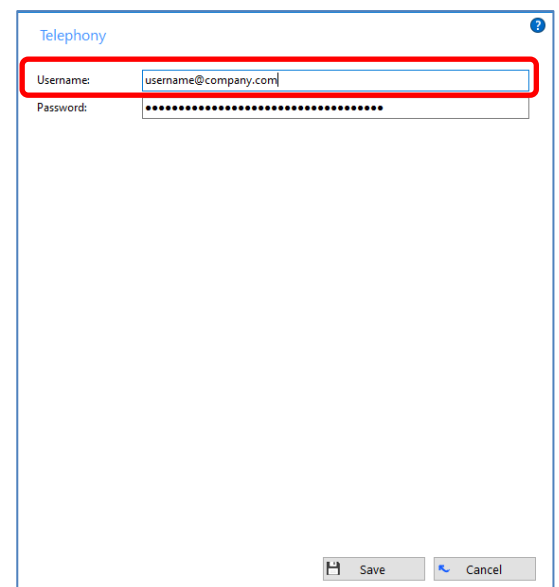 Telephony
?
Username: username@company.com
Password: ••••••••••••••••••••••••••••••••••••
Save Cancel